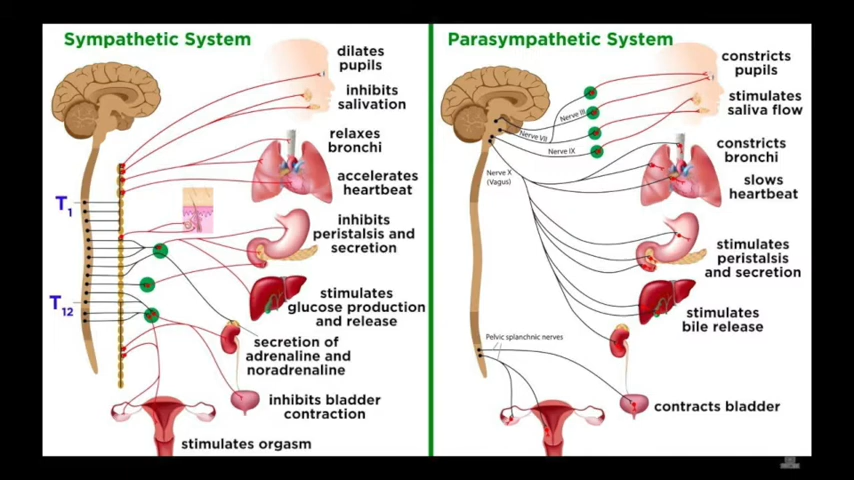 Sympathetic System
dilates
pupils
inhibits
salivation
relaxes
bronchi
accelerates
heartbeat
T1
inhibits
peristalsis and
secretion
T12
stimulates
glucose production
and release
secretion of
adrenaline and
noradrenaline
inhibits bladder
contraction
stimulates orgasm
Parasympathetic System
constricts
pupils
stimulates
saliva flow
Nerve III
Nerve VII
Nerve IX
Nerve X
(Vagus)
constricts
bronchi
slows
heartbeat
stimulates
peristalsis
and secretion
stimulates
bile release
Pelvic splanchnic nerves
contracts bladder